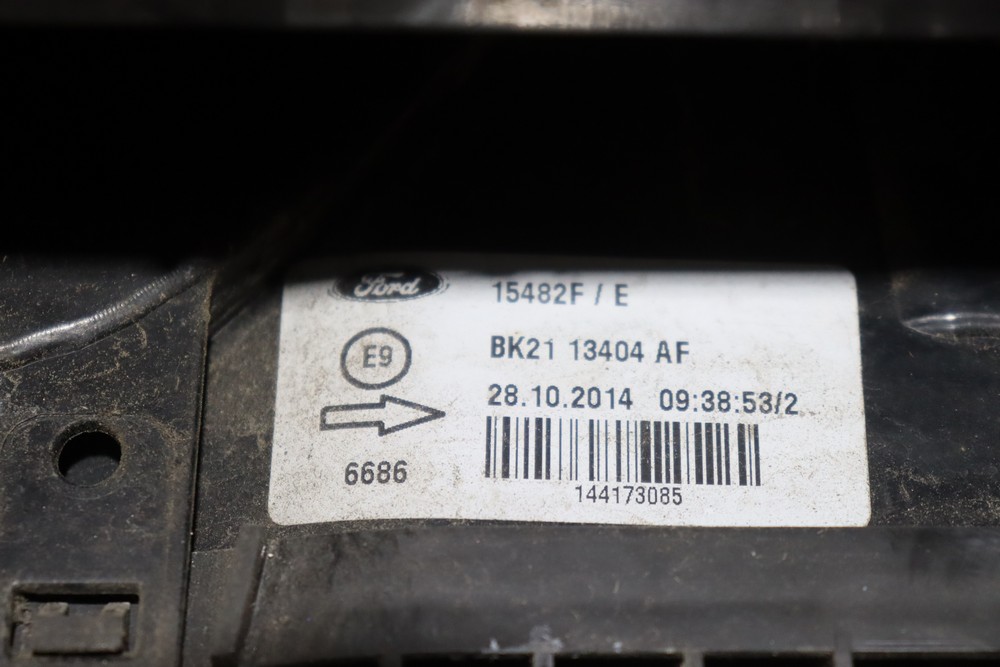 Ford
15482F / E
E9
BK21 13404 AF
28.10.2014 09:38:53/2
6686
144173085